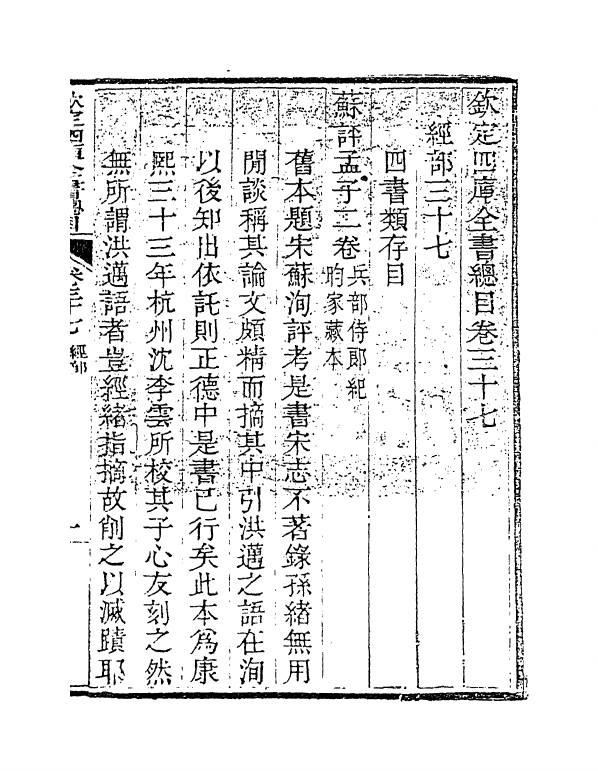 欽定四庫全書總目卷三十七
經部三十七
四書類存目
蘇評孟子二卷兵部侍郎紀
昀家藏本
舊本題宋蘇洵評考是書宋志不著錄孫緒無用
閒談稱其論文頗精而摘其中引洪邁之語在洵
以後知出依託則正德中是書已行矣此本爲康
熙三十三年杭州沈李雲所校其子心友刻之然
無所謂洪邁語者豈經緒指摘故削之以滅蹟耶
欽定四庫全書總目
卷三十七 經部
一